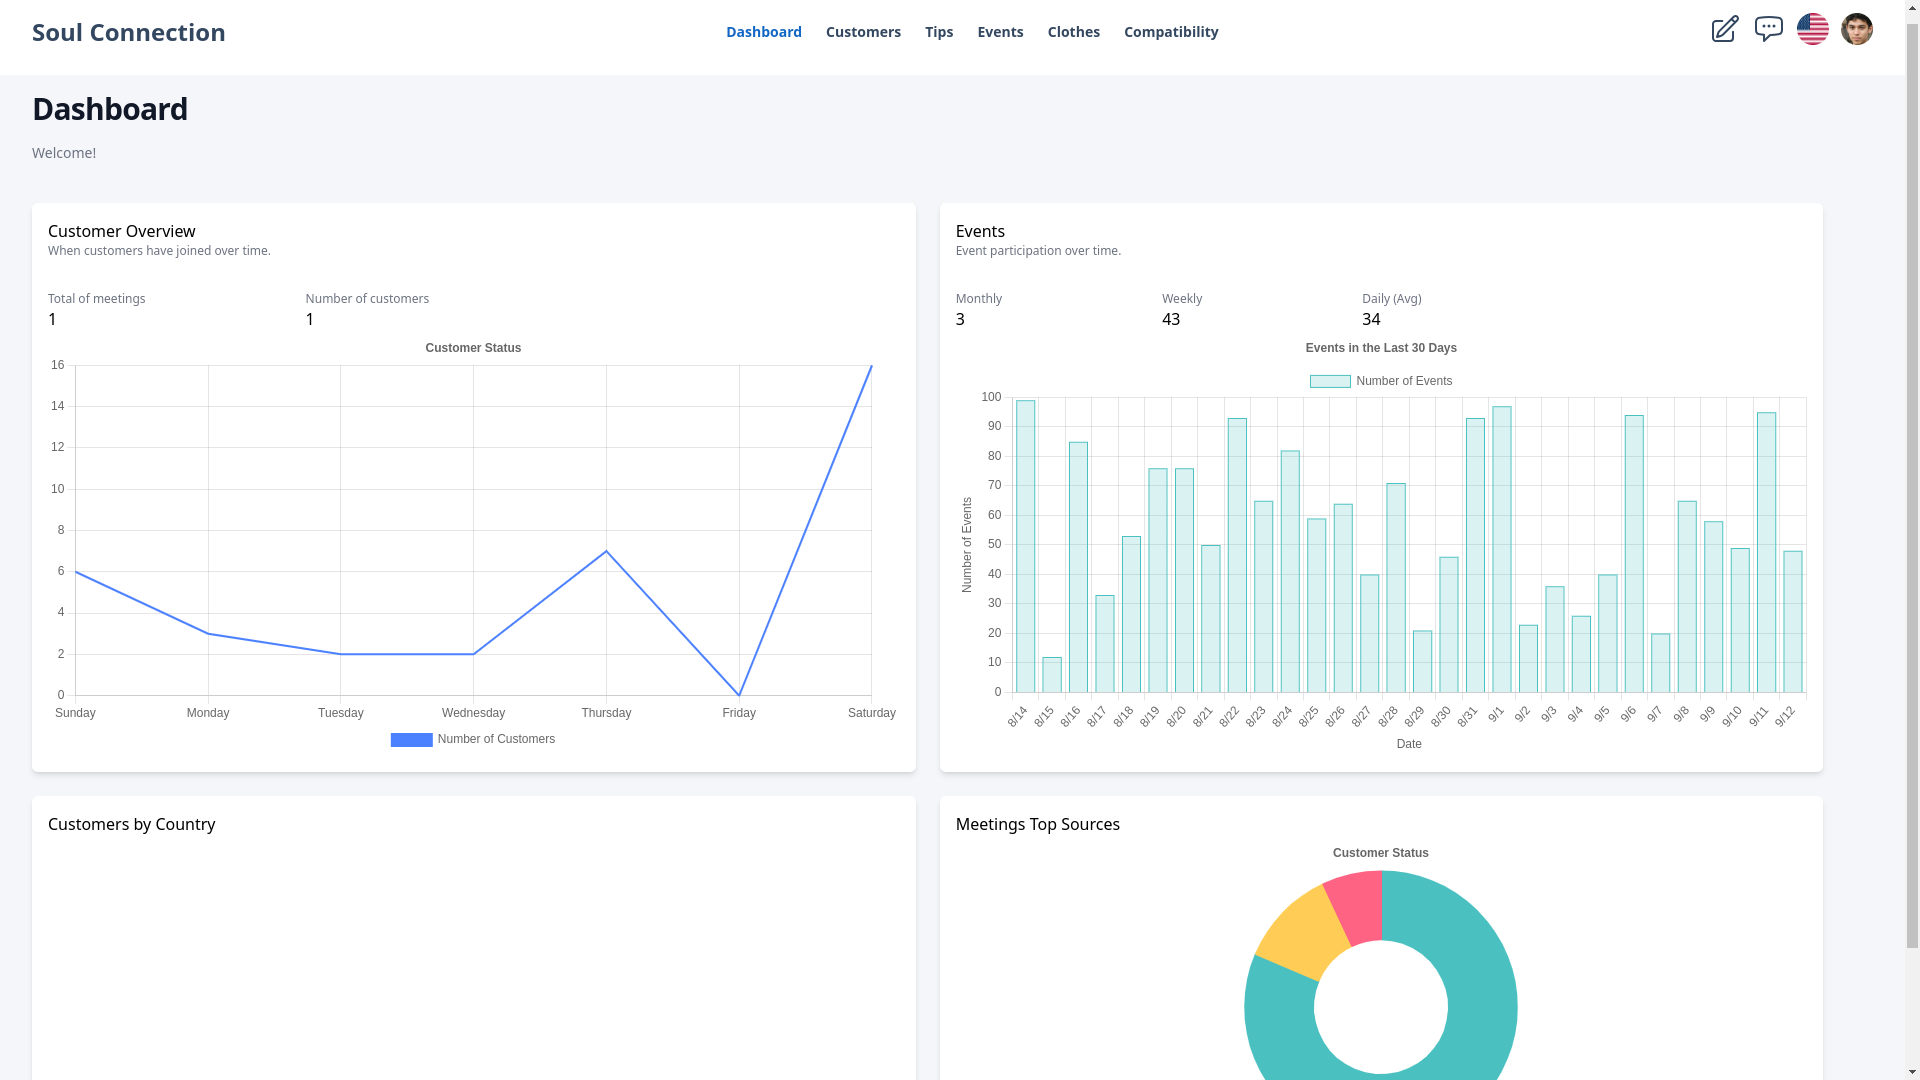 Soul Connection
Dashboard Customers Tips Events Clothes Compatibility
Dashboard
Welcome!
Customer Overview
When customers have joined over time.
Total of meetings Number of customers
1 1
Customer Status
16
14
12
10
8
6
4
2
0
Sunday Monday Tuesday Wednesday Thursday Friday Saturday
Number of Customers
Events
Event participation over time.
Monthly Weekly Daily (Avg)
3 43 34
Events in the Last 30 Days
Number of Events
100
90
80
70
60
50
40
30
20
10
0
Number of Events
8/14 8/15 8/16 8/17 8/18 8/19 8/20 8/21 8/22 8/23 8/24 8/25 8/26 8/27 8/28 8/29 8/30 8/31 9/1 9/2 9/3 9/4 9/5 9/6 9/7 9/8 9/9 9/10 9/11 9/12
Date
Customers by Country
Meetings Top Sources
Customer Status